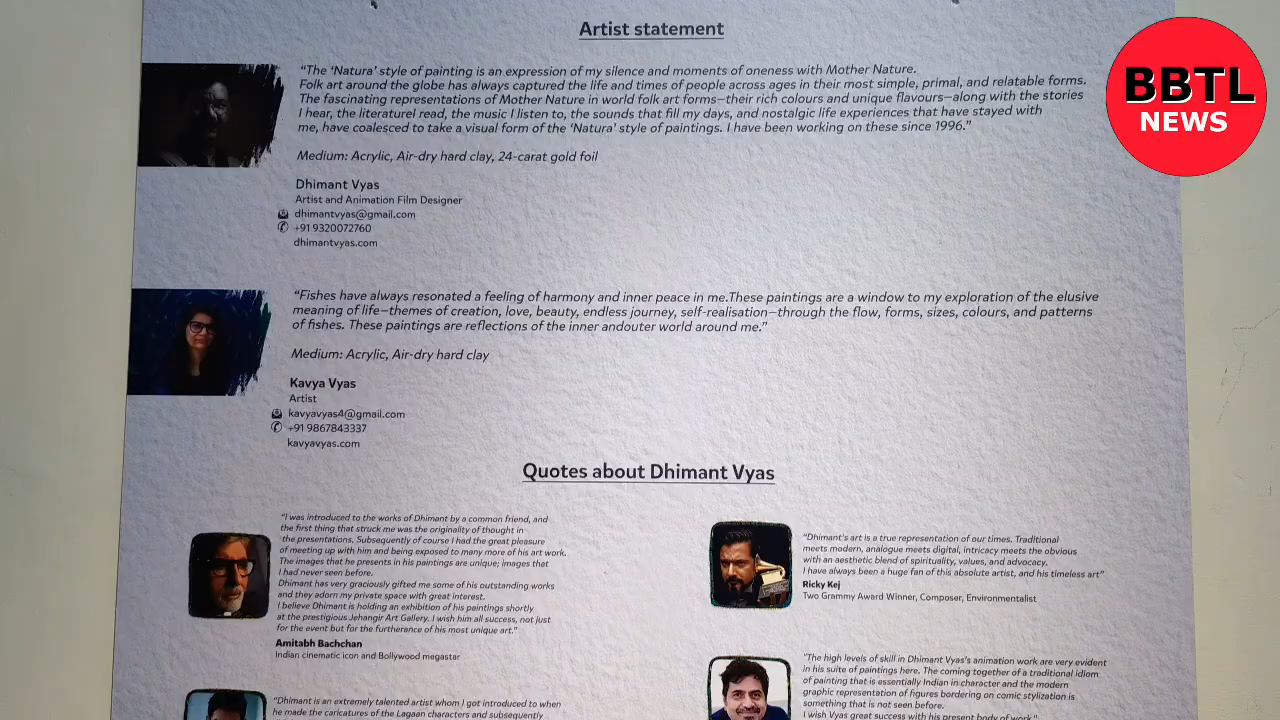 Artist statement
“The ‘Natura’ style of painting is an expression of my silence and moments of oneness with Mother Nature.
Folk art around the globe has always captured the life and times of people across ages in their most simple, primal, and relatable forms.
The fascinating representations of Mother Nature in world folk art forms—their rich colours and unique flavours—along with the stories
I hear, the literatureI read, the music I listen to, the sounds that fill my days, and nostalgic life experiences that have stayed with
me, have coalesced to take a visual form of the ‘Natura’ style of paintings. I have been working on these since 1996.”
Medium: Acrylic, Air-dry hard clay, 24-carat gold foil
Dhimant Vyas
Artist and Animation Film Designer
dhimantvyas@gmail.com
+91 9320072760
dhimantvyas.com
“Fishes have always resonated a feeling of harmony and inner peace in me.These paintings are a window to my exploration of the elusive
meaning of life—themes of creation, love, beauty, endless journey, self-realisation—through the flow, forms, sizes, colours, and patterns
of fishes. These paintings are reflections of the inner andouter world around me.”
Medium: Acrylic, Air-dry hard clay
Kavya Vyas
Artist
kavyavyas4@gmail.com
+91 9867843337
kavyavyas.com
Quotes about Dhimant Vyas
“I was introduced to the works of Dhimant by a common friend, and
the first thing that struck me was the originality of thought in
the presentations. Subsequently of course I had the great pleasure
of meeting up with him and being exposed to many more of his art work.
The images that he presents in his paintings are unique; images that
I had never seen before.
Dhimant has very graciously gifted me some of his outstanding works
and they adorn my private space with great interest.
I believe Dhimant is holding an exhibition of his paintings shortly
at the prestigious Jehangir Art Gallery. I wish him all success, not just
for the event but for the furtherance of his most unique art.”
Amitabh Bachchan
Indian cinematic icon and Bollywood megastar
“Dhimant is an extremely talented artist whom I got introduced to when
he made the caricatures of the Lagaan characters and subsequently
“Dhimant’s art is a true representation of our times. Traditional
meets modern, analogue meets digital, intricacy meets the obvious
with an aesthetic blend of spirituality, values, and advocacy.
I have always been a huge fan of this absolute artist, and his timeless art”
Ricky Kej
Two Grammy Award Winner, Composer, Environmentalist
“The high levels of skill in Dhimant Vyas’s animation work are very evident
in his suite of paintings here. The coming together of a traditional idiom
of painting that is essentially Indian in character and the modern
graphic representation of figures bordering on comic stylization is
something that is not seen before.
I wish Vyas great success with his present body of work”
BBTL
NEWS